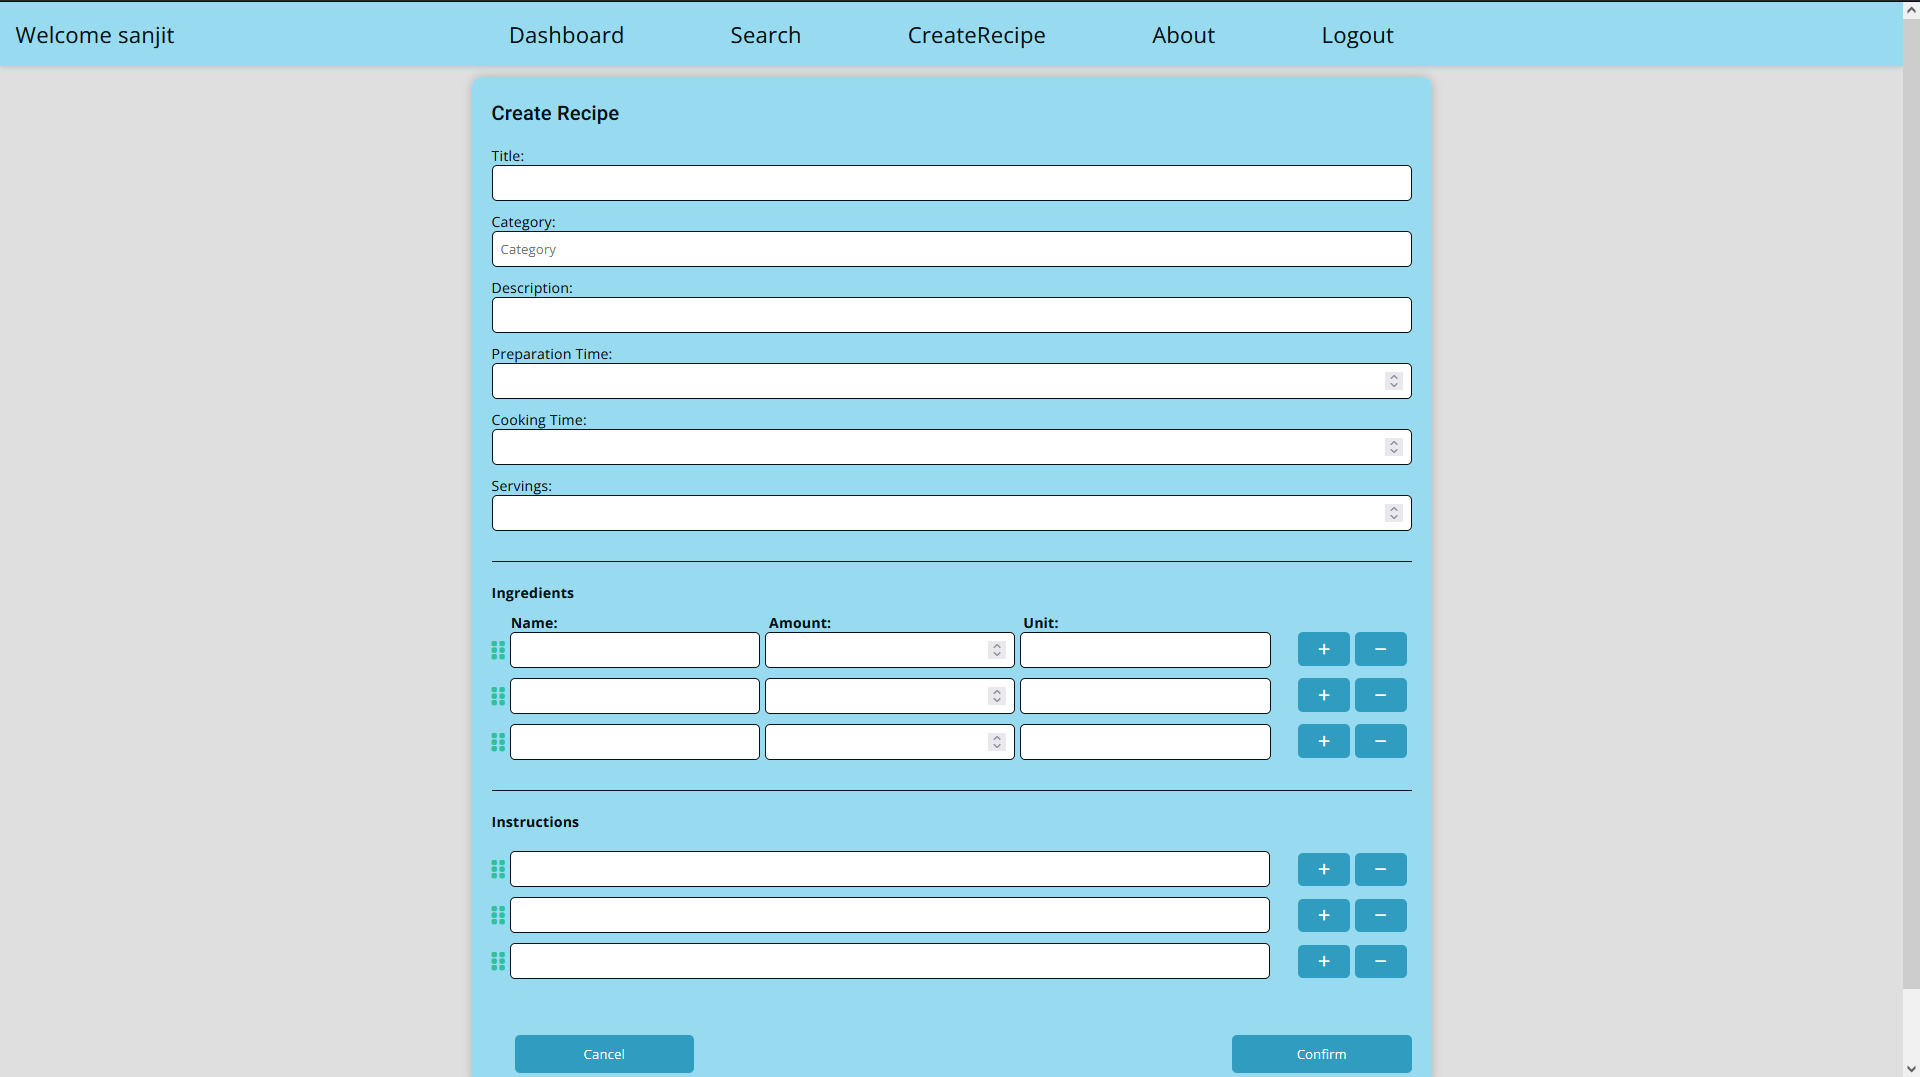 Welcome sanjit Dashboard Search CreateRecipe About Logout
Create Recipe
Title:
Category:
Category
Description:
Preparation Time:
Cooking Time:
Servings:
Ingredients
Name: Amount: Unit:
+ −
+ −
+ −
Instructions
+ −
+ −
+ −
Cancel Confirm